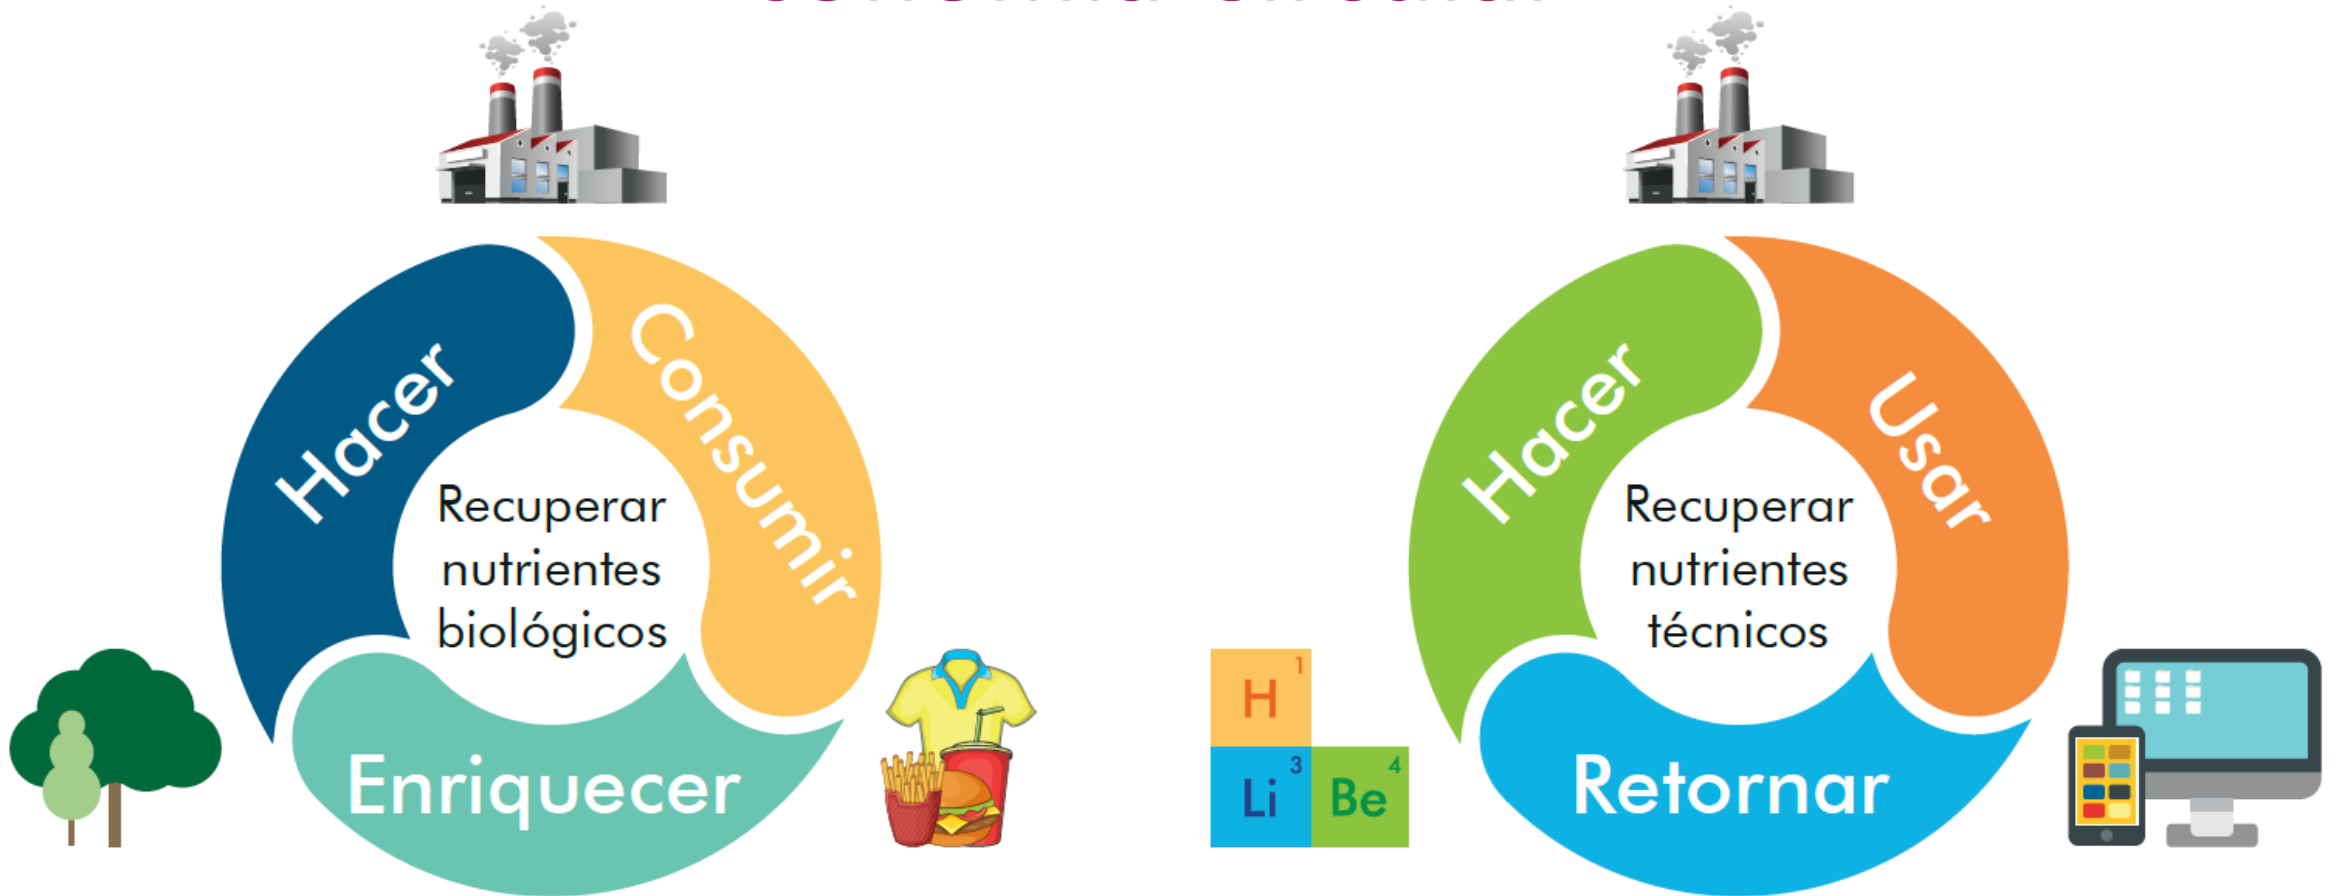 Hacer
Consumir
Enriquecer
Recuperar
nutrientes
biológicos
Hacer
Usar
Retornar
Recuperar
nutrientes
técnicos
H 1
Li 3
Be 4